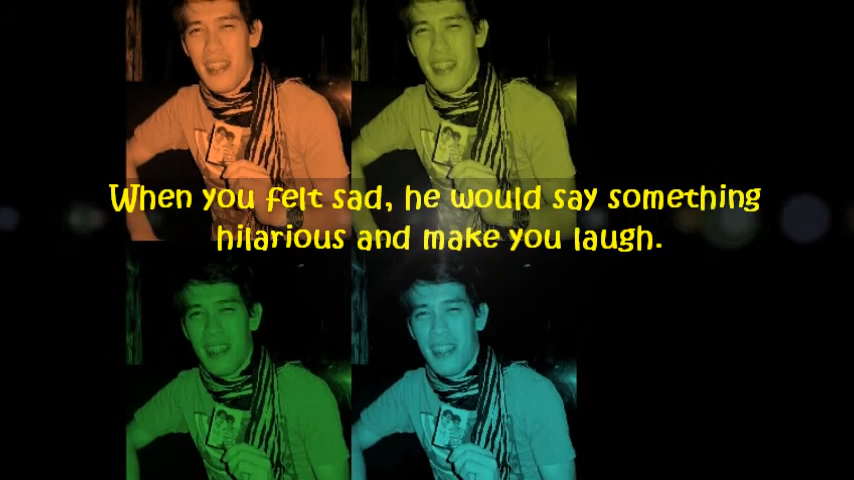 When you felt sad, he would say something
hilarious and make you laugh.